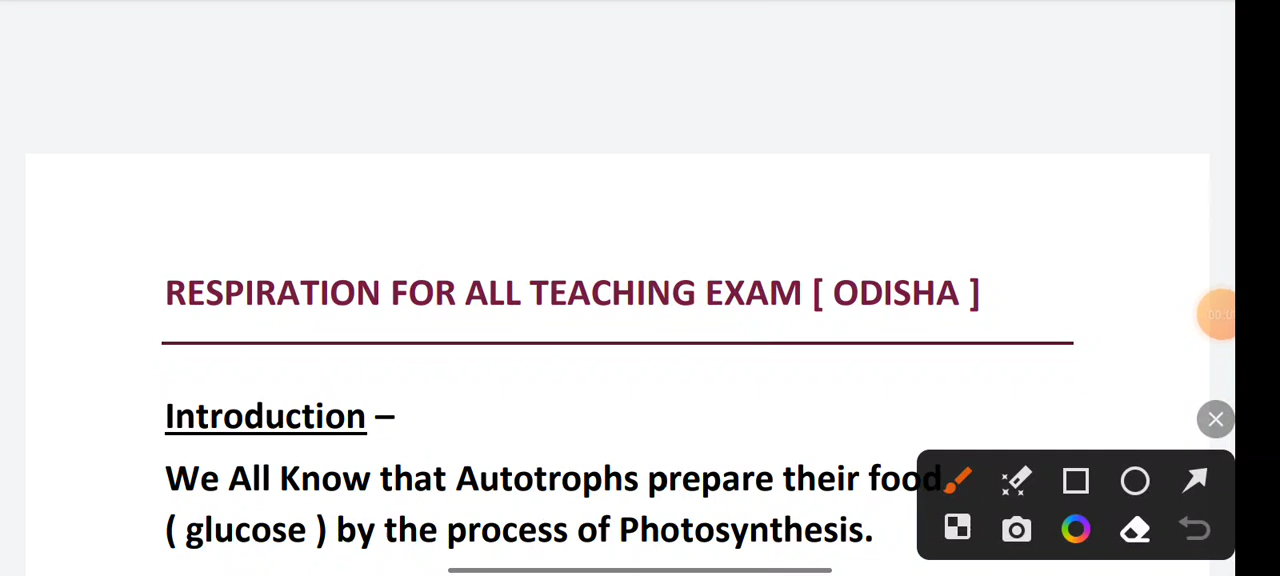 RESPIRATION FOR ALL TEACHING EXAM [ ODISHA ]
Introduction –
We All Know that Autotrophs prepare their food
( glucose ) by the process of Photosynthesis.